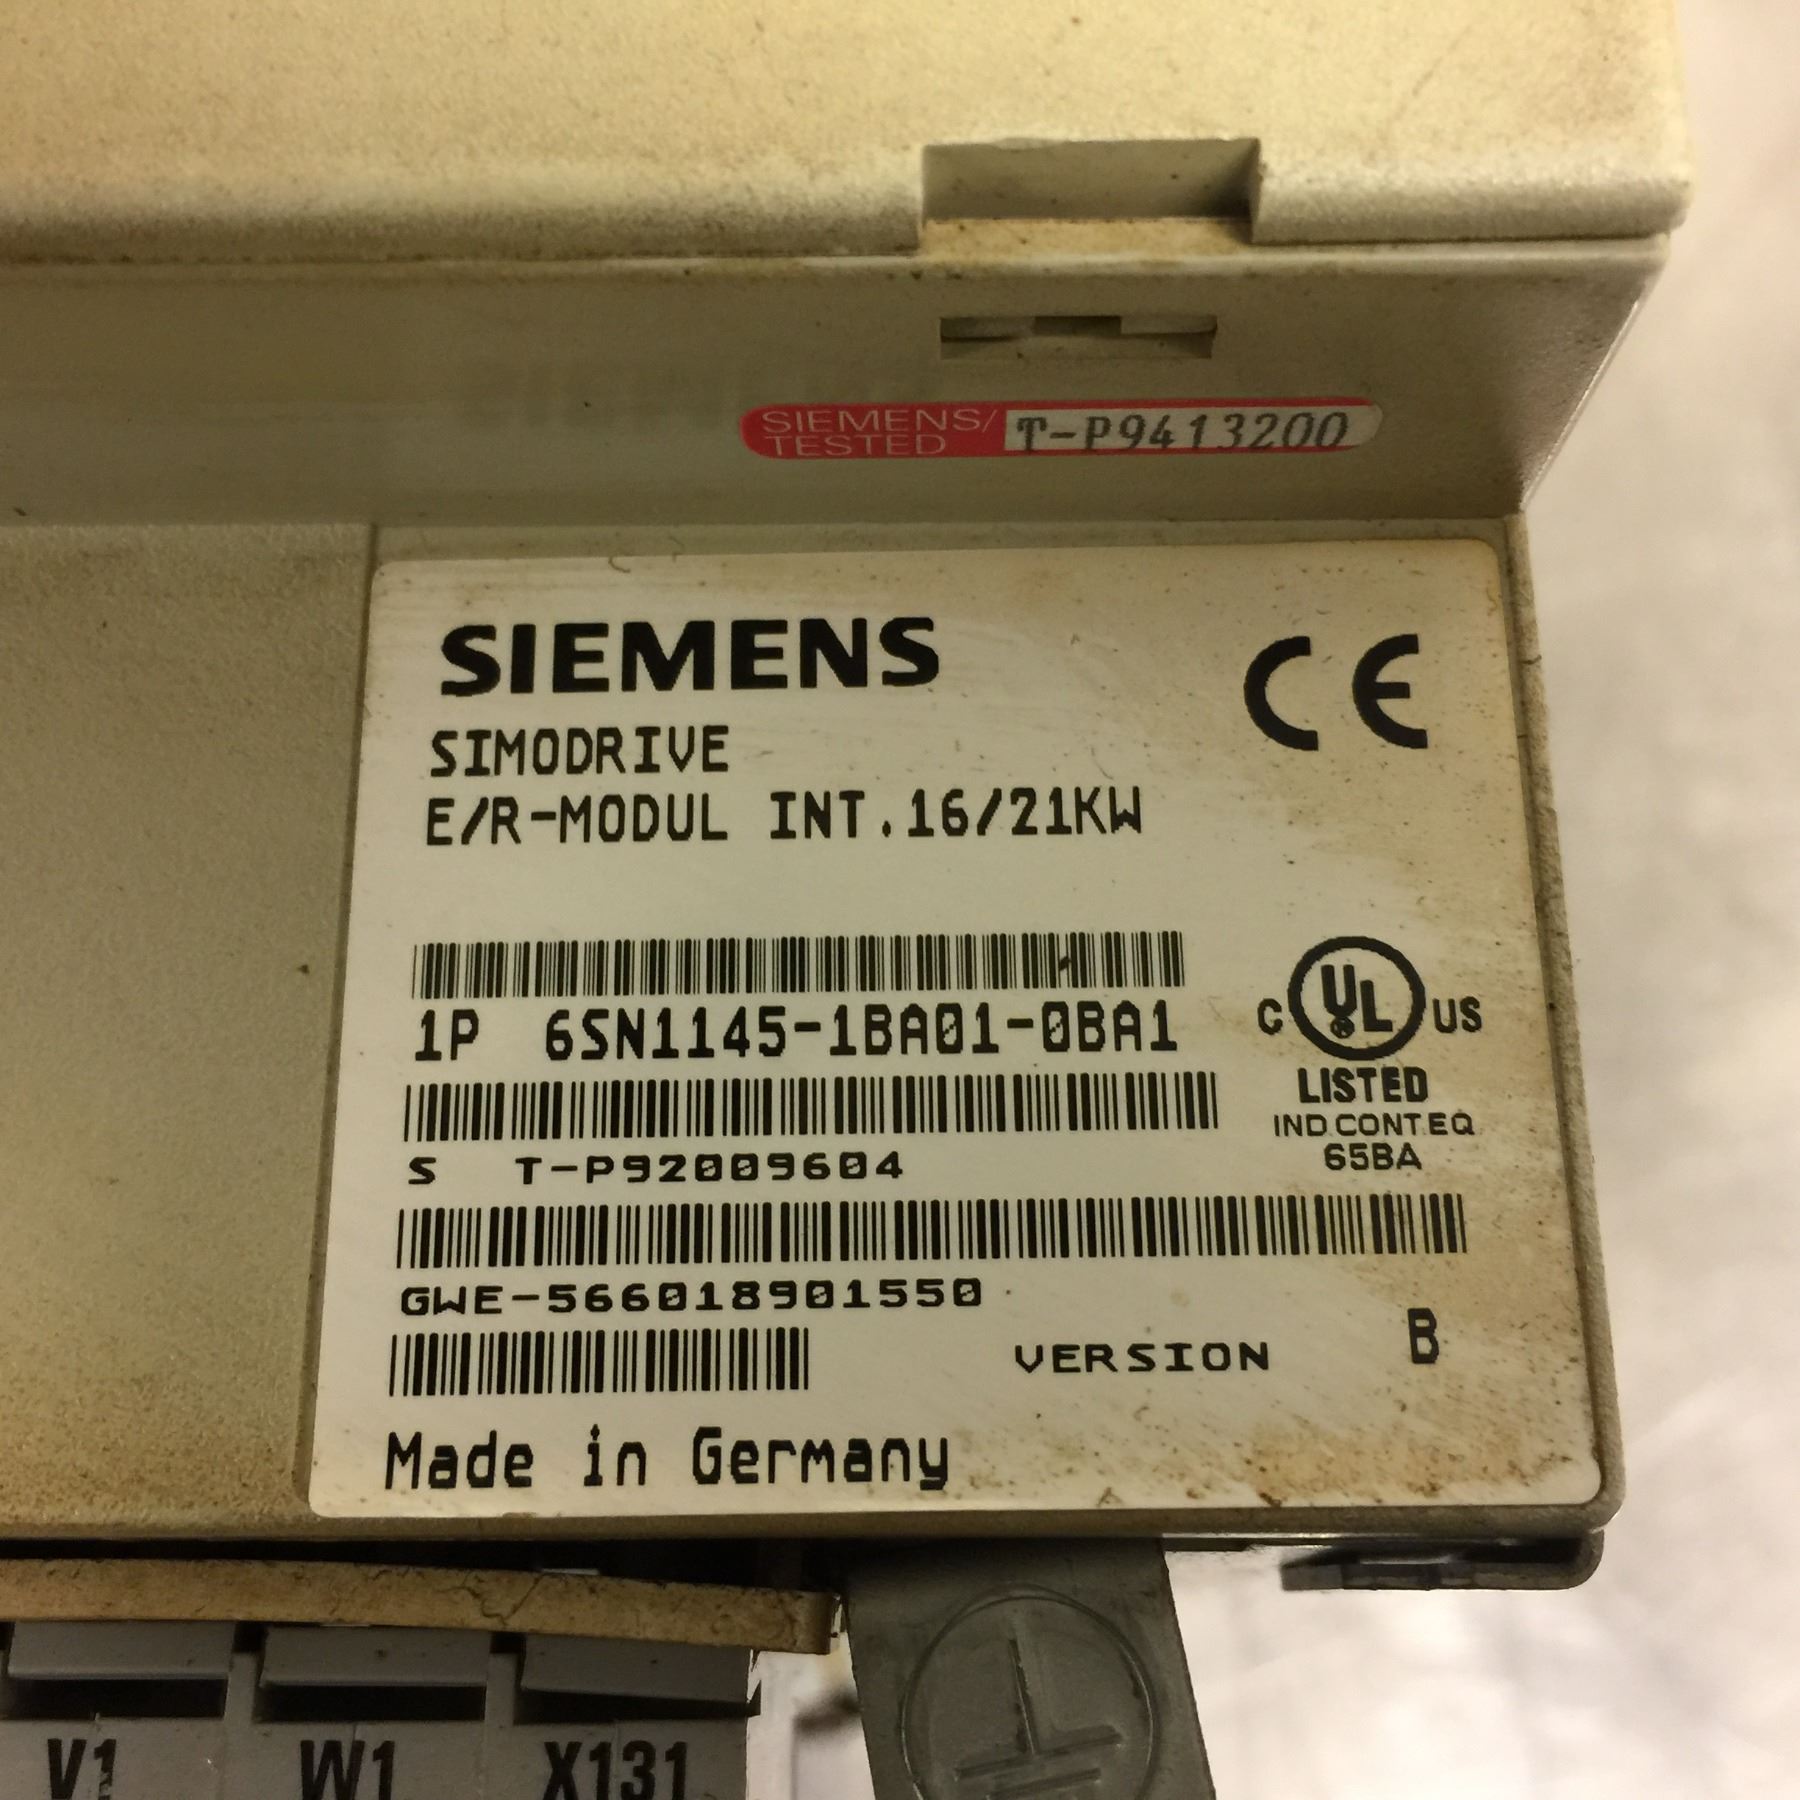 SIEMENS/
TESTED
T-P9413200
SIEMENS
CE
SIMODRIVE
E/R-MODUL INT.16/21KW
1P 6SN1145-1BA01-0BA1
C UL® US
LISTED
IND.CONT.EQ
65BA
S T-P92009604
GWE-566018901550
VERSION B
Made in Germany
V1 W1 X131